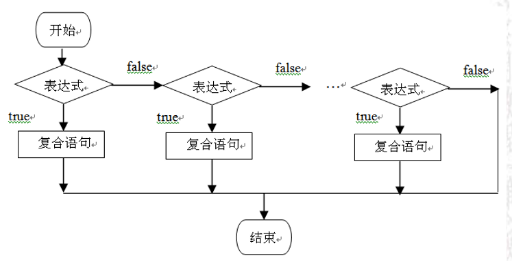 开始
false
false
false
表达式
表达式
…
表达式
true
true
true
复合语句
复合语句
复合语句
结束